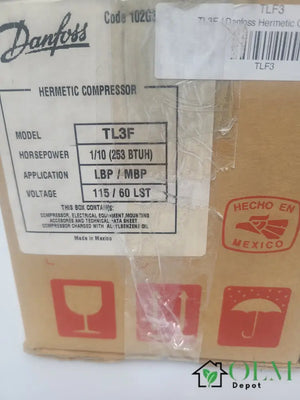 Danfoss
Code 102G
TLF3
TL3F / Danfoss Hermetic
TLF3
HERMETIC COMPRESSOR
MODEL TL3F
HORSEPOWER 1/10 (253 BTUH)
APPLICATION LBP / MBP
VOLTAGE 115 / 60 LST
THIS BOX CONTAINS:
COMPRESSOR, ELECTRICAL EQUIPMENT, MOUNTING
ACCESORIES AND TECHNICAL DATA SHEET
COMPRESSOR CHARGED WITH ALKYLBENZENE OIL
Made in Mexico
HECHO EN
MEXICO
OEM
Depot